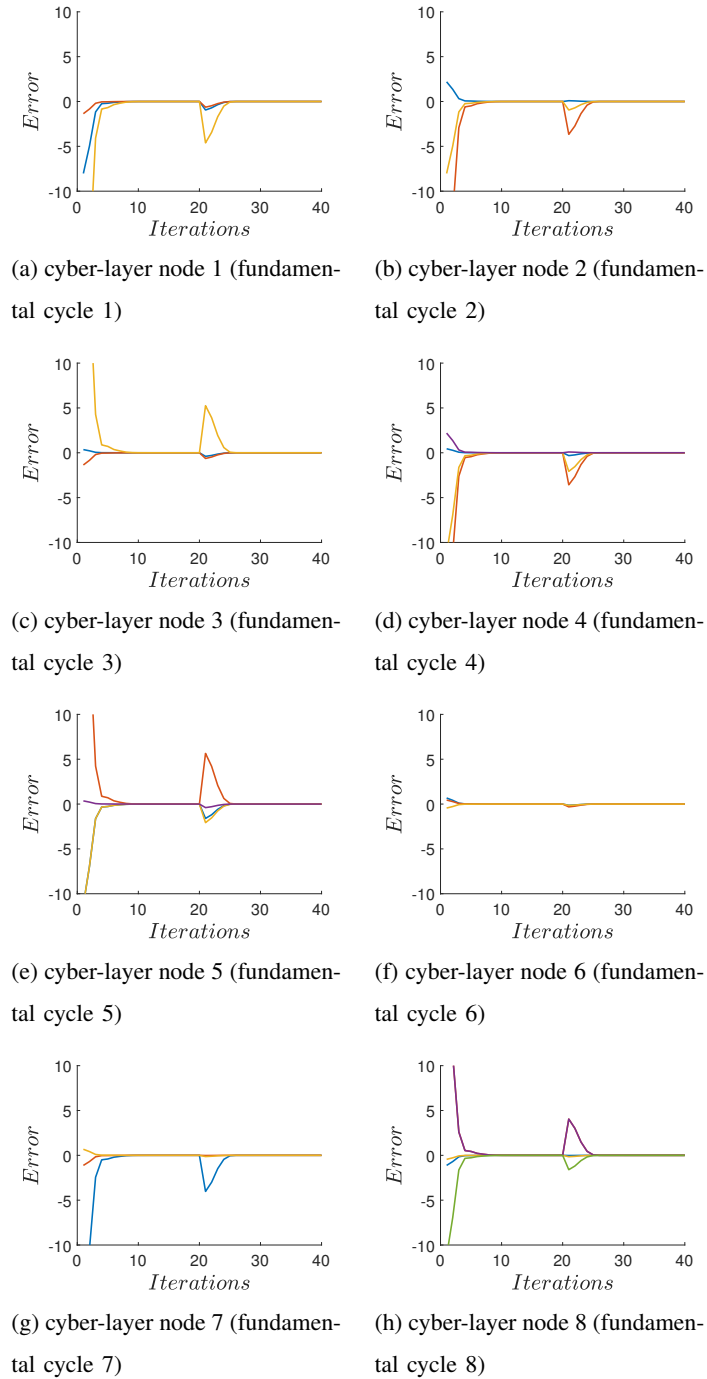 10
5
0
-5
-10
Error
0
10
20
30
40
Iterations
(a) cyber-layer node 1 (fundamen-
tal cycle 1)
10
5
0
-5
-10
Error
0
10
20
30
40
Iterations
(b) cyber-layer node 2 (fundamen-
tal cycle 2)
10
5
0
-5
-10
Error
0
10
20
30
40
Iterations
(c) cyber-layer node 3 (fundamen-
tal cycle 3)
10
5
0
-5
-10
Error
0
10
20
30
40
Iterations
(d) cyber-layer node 4 (fundamen-
tal cycle 4)
10
5
0
-5
-10
Error
0
10
20
30
40
Iterations
(e) cyber-layer node 5 (fundamen-
tal cycle 5)
10
5
0
-5
-10
Error
0
10
20
30
40
Iterations
(f) cyber-layer node 6 (fundamen-
tal cycle 6)
10
5
0
-5
-10
Error
0
10
20
30
40
Iterations
(g) cyber-layer node 7 (fundamen-
tal cycle 7)
10
5
0
-5
-10
Error
0
10
20
30
40
Iterations
(h) cyber-layer node 8 (fundamen-
tal cycle 8)